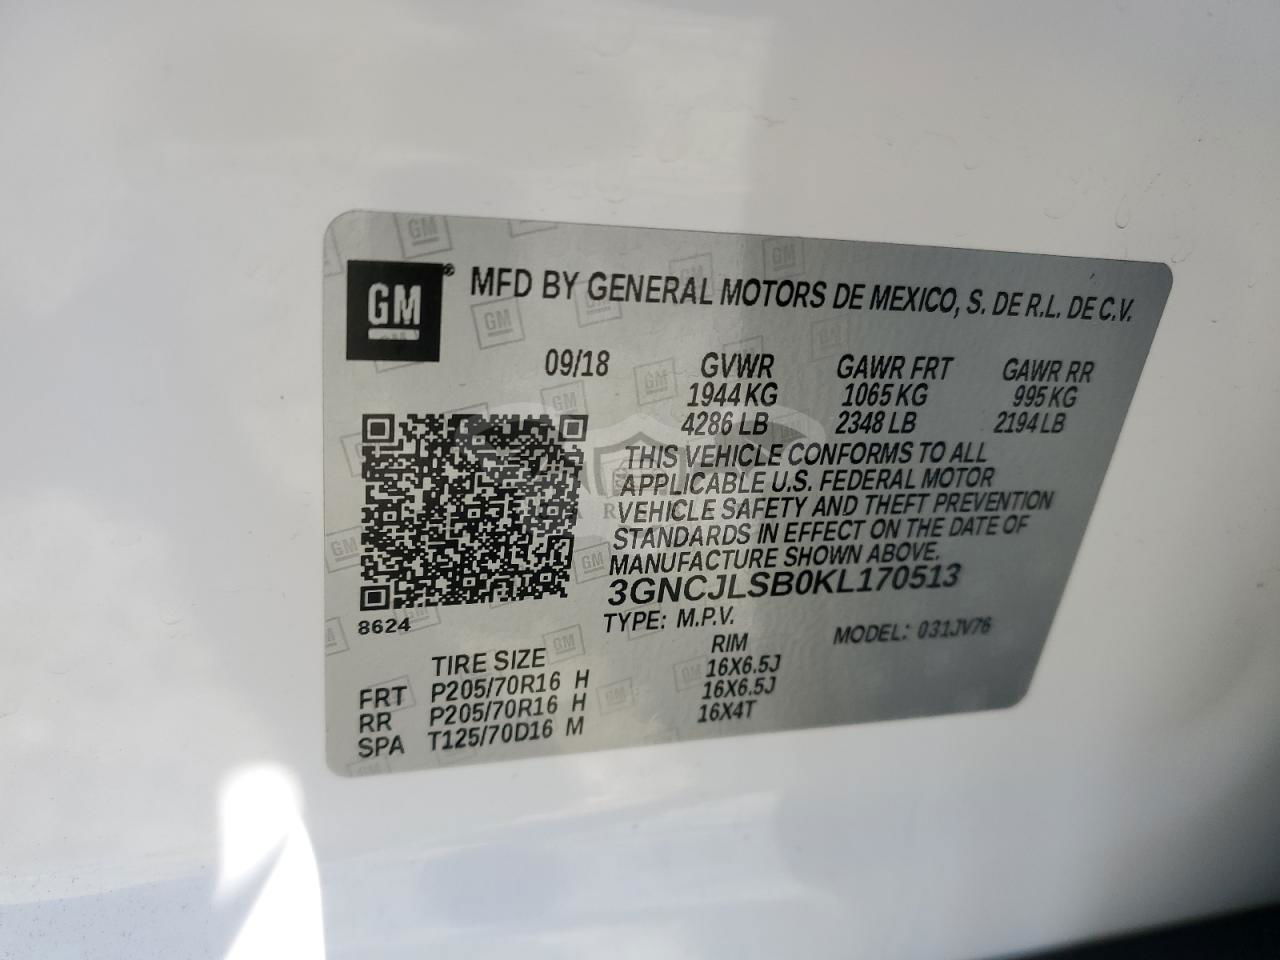 GM® MFD BY GENERAL MOTORS DE MEXICO, S. DE R.L. DE C.V.
09/18 GVWR GAWR FRT GAWR RR
1944 KG 1065 KG 995 KG
4286 LB 2348 LB 2194 LB
THIS VEHICLE CONFORMS TO ALL
APPLICABLE U.S. FEDERAL MOTOR
VEHICLE SAFETY AND THEFT PREVENTION
STANDARDS IN EFFECT ON THE DATE OF
MANUFACTURE SHOWN ABOVE.
3GNCJLSB0KL170513
8624 TYPE: M.P.V. MODEL: 031JV76
TIRE SIZE RIM
FRT P205/70R16 H 16X6.5J
RR P205/70R16 H 16X6.5J
SPA T125/70D16 M 16X4T